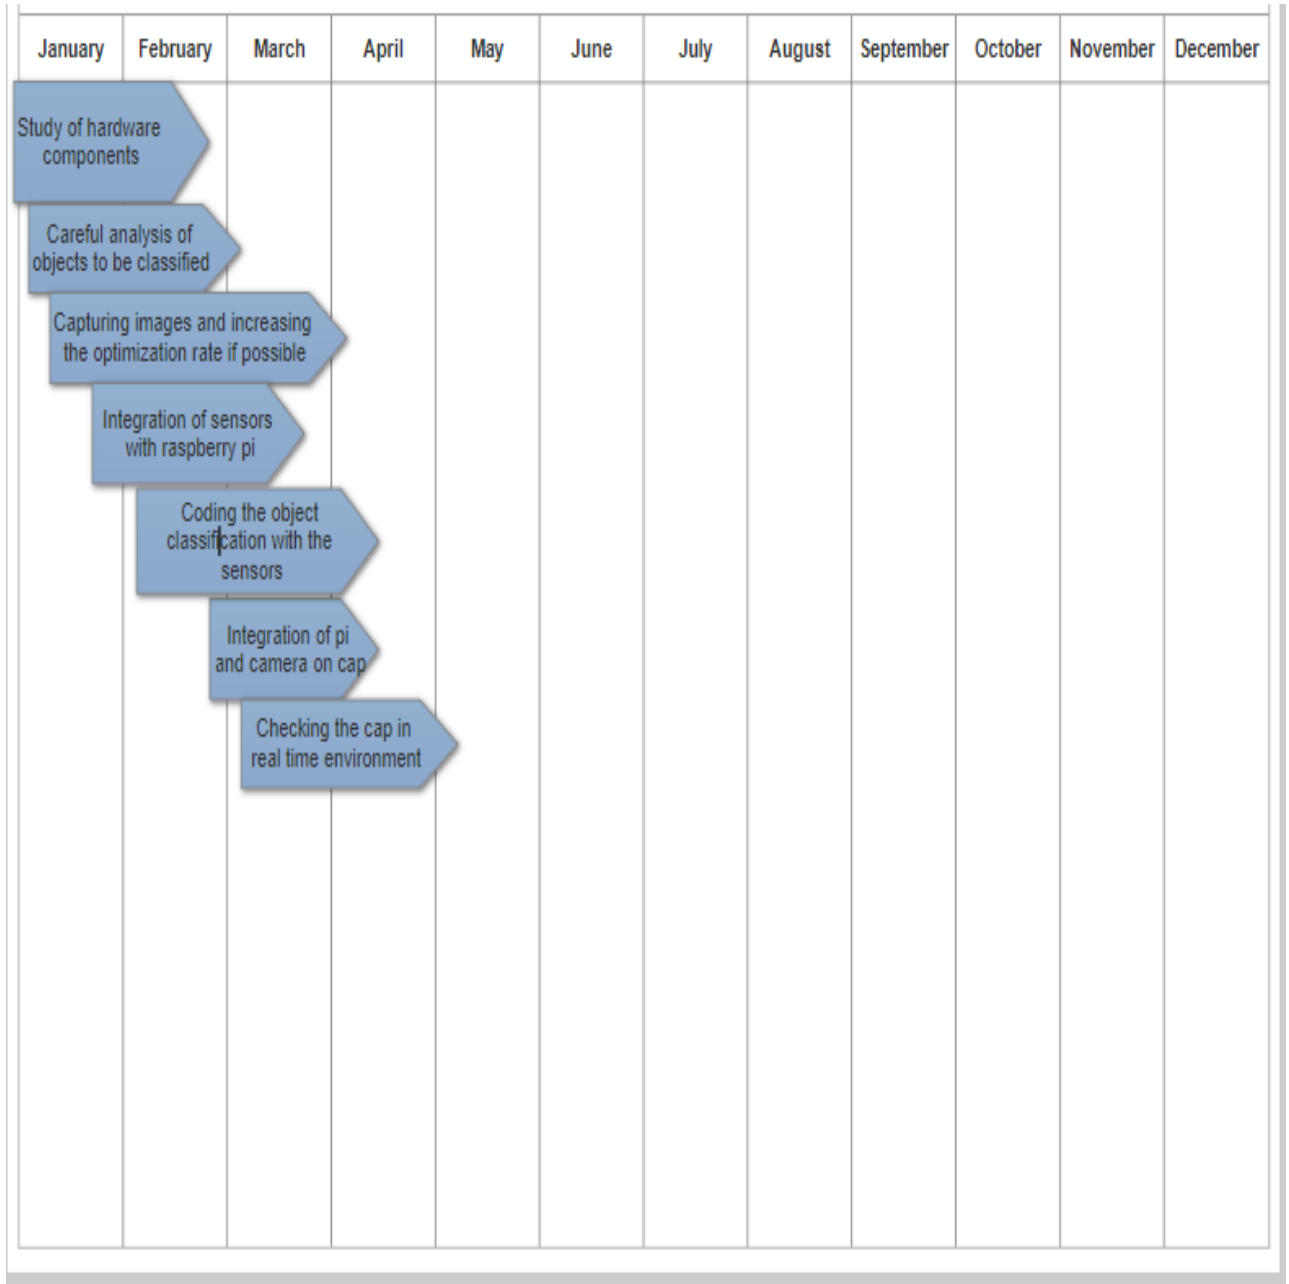 January February March April May June July August September October November December
Study of hardware
components
Careful analysis of
objects to be classified
Capturing images and increasing
the optimization rate if possible
Integration of sensors
with raspberry pi
Coding the object
classification with the
sensors
Integration of pi
and camera on cap
Checking the cap in
real time environment